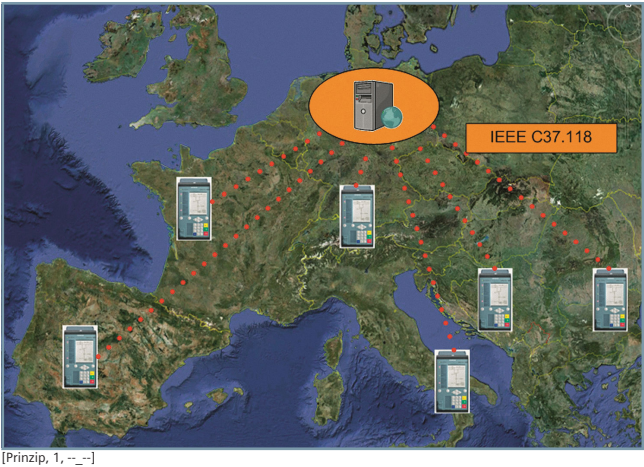 IEEE C37.118
[Prinzip, 1, --_--]